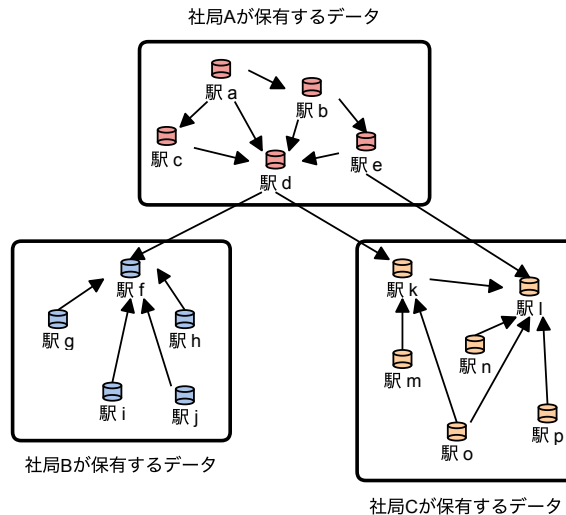 社局Aが保有するデータ
駅 a
駅 b
駅 c
駅 d
駅 e
駅 f
駅 g
駅 h
駅 i
駅 j
駅 k
駅 l
駅 m
駅 n
駅 o
駅 p
社局Bが保有するデータ
社局Cが保有するデータ